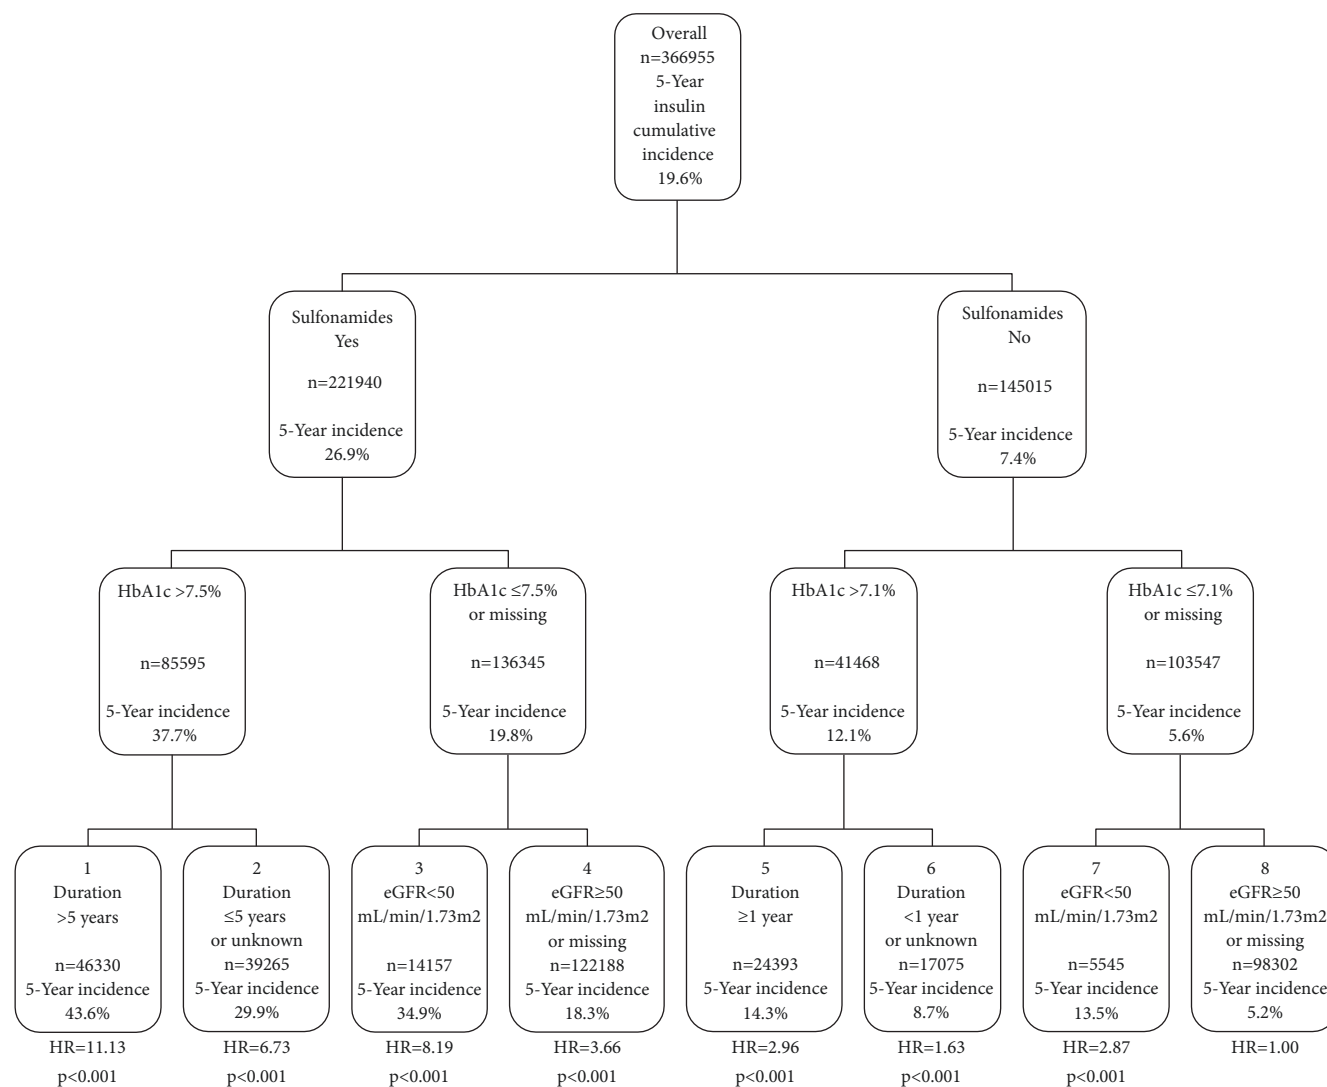 Overall
n=366955
5-Year
insulin
cumulative
incidence
19.6%
Sulfonamides
Yes
n=221940
5-Year incidence
26.9%
Sulfonamides
No
n=145015
5-Year incidence
7.4%
HbA1c >7.5%
n=85595
5-Year incidence
37.7%
HbA1c ≤7.5%
or missing
n=136345
5-Year incidence
19.8%
HbA1c >7.1%
n=41468
5-Year incidence
12.1%
HbA1c ≤7.1%
or missing
n=103547
5-Year incidence
5.6%
1
Duration
>5 years
n=46330
5-Year incidence
43.6%
HR=11.13
p<0.001
2
Duration
≤5 years
or unknown
n=39265
5-Year incidence
29.9%
HR=6.73
p<0.001
3
eGFR<50
mL/min/1.73m2
n=14157
5-Year incidence
34.9%
HR=8.19
p<0.001
4
eGFR≥50
mL/min/1.73m2
or missing
n=122188
5-Year incidence
18.3%
HR=3.66
p<0.001
5
Duration
≥1 year
n=24393
5-Year incidence
14.3%
HR=2.96
p<0.001
6
Duration
<1 year
or unknown
n=17075
5-Year incidence
8.7%
HR=1.63
p<0.001
7
eGFR<50
mL/min/1.73m2
n=5545
5-Year incidence
13.5%
HR=2.87
p<0.001
8
eGFR≥50
mL/min/1.73m2
or missing
n=98302
5-Year incidence
5.2%
HR=1.00